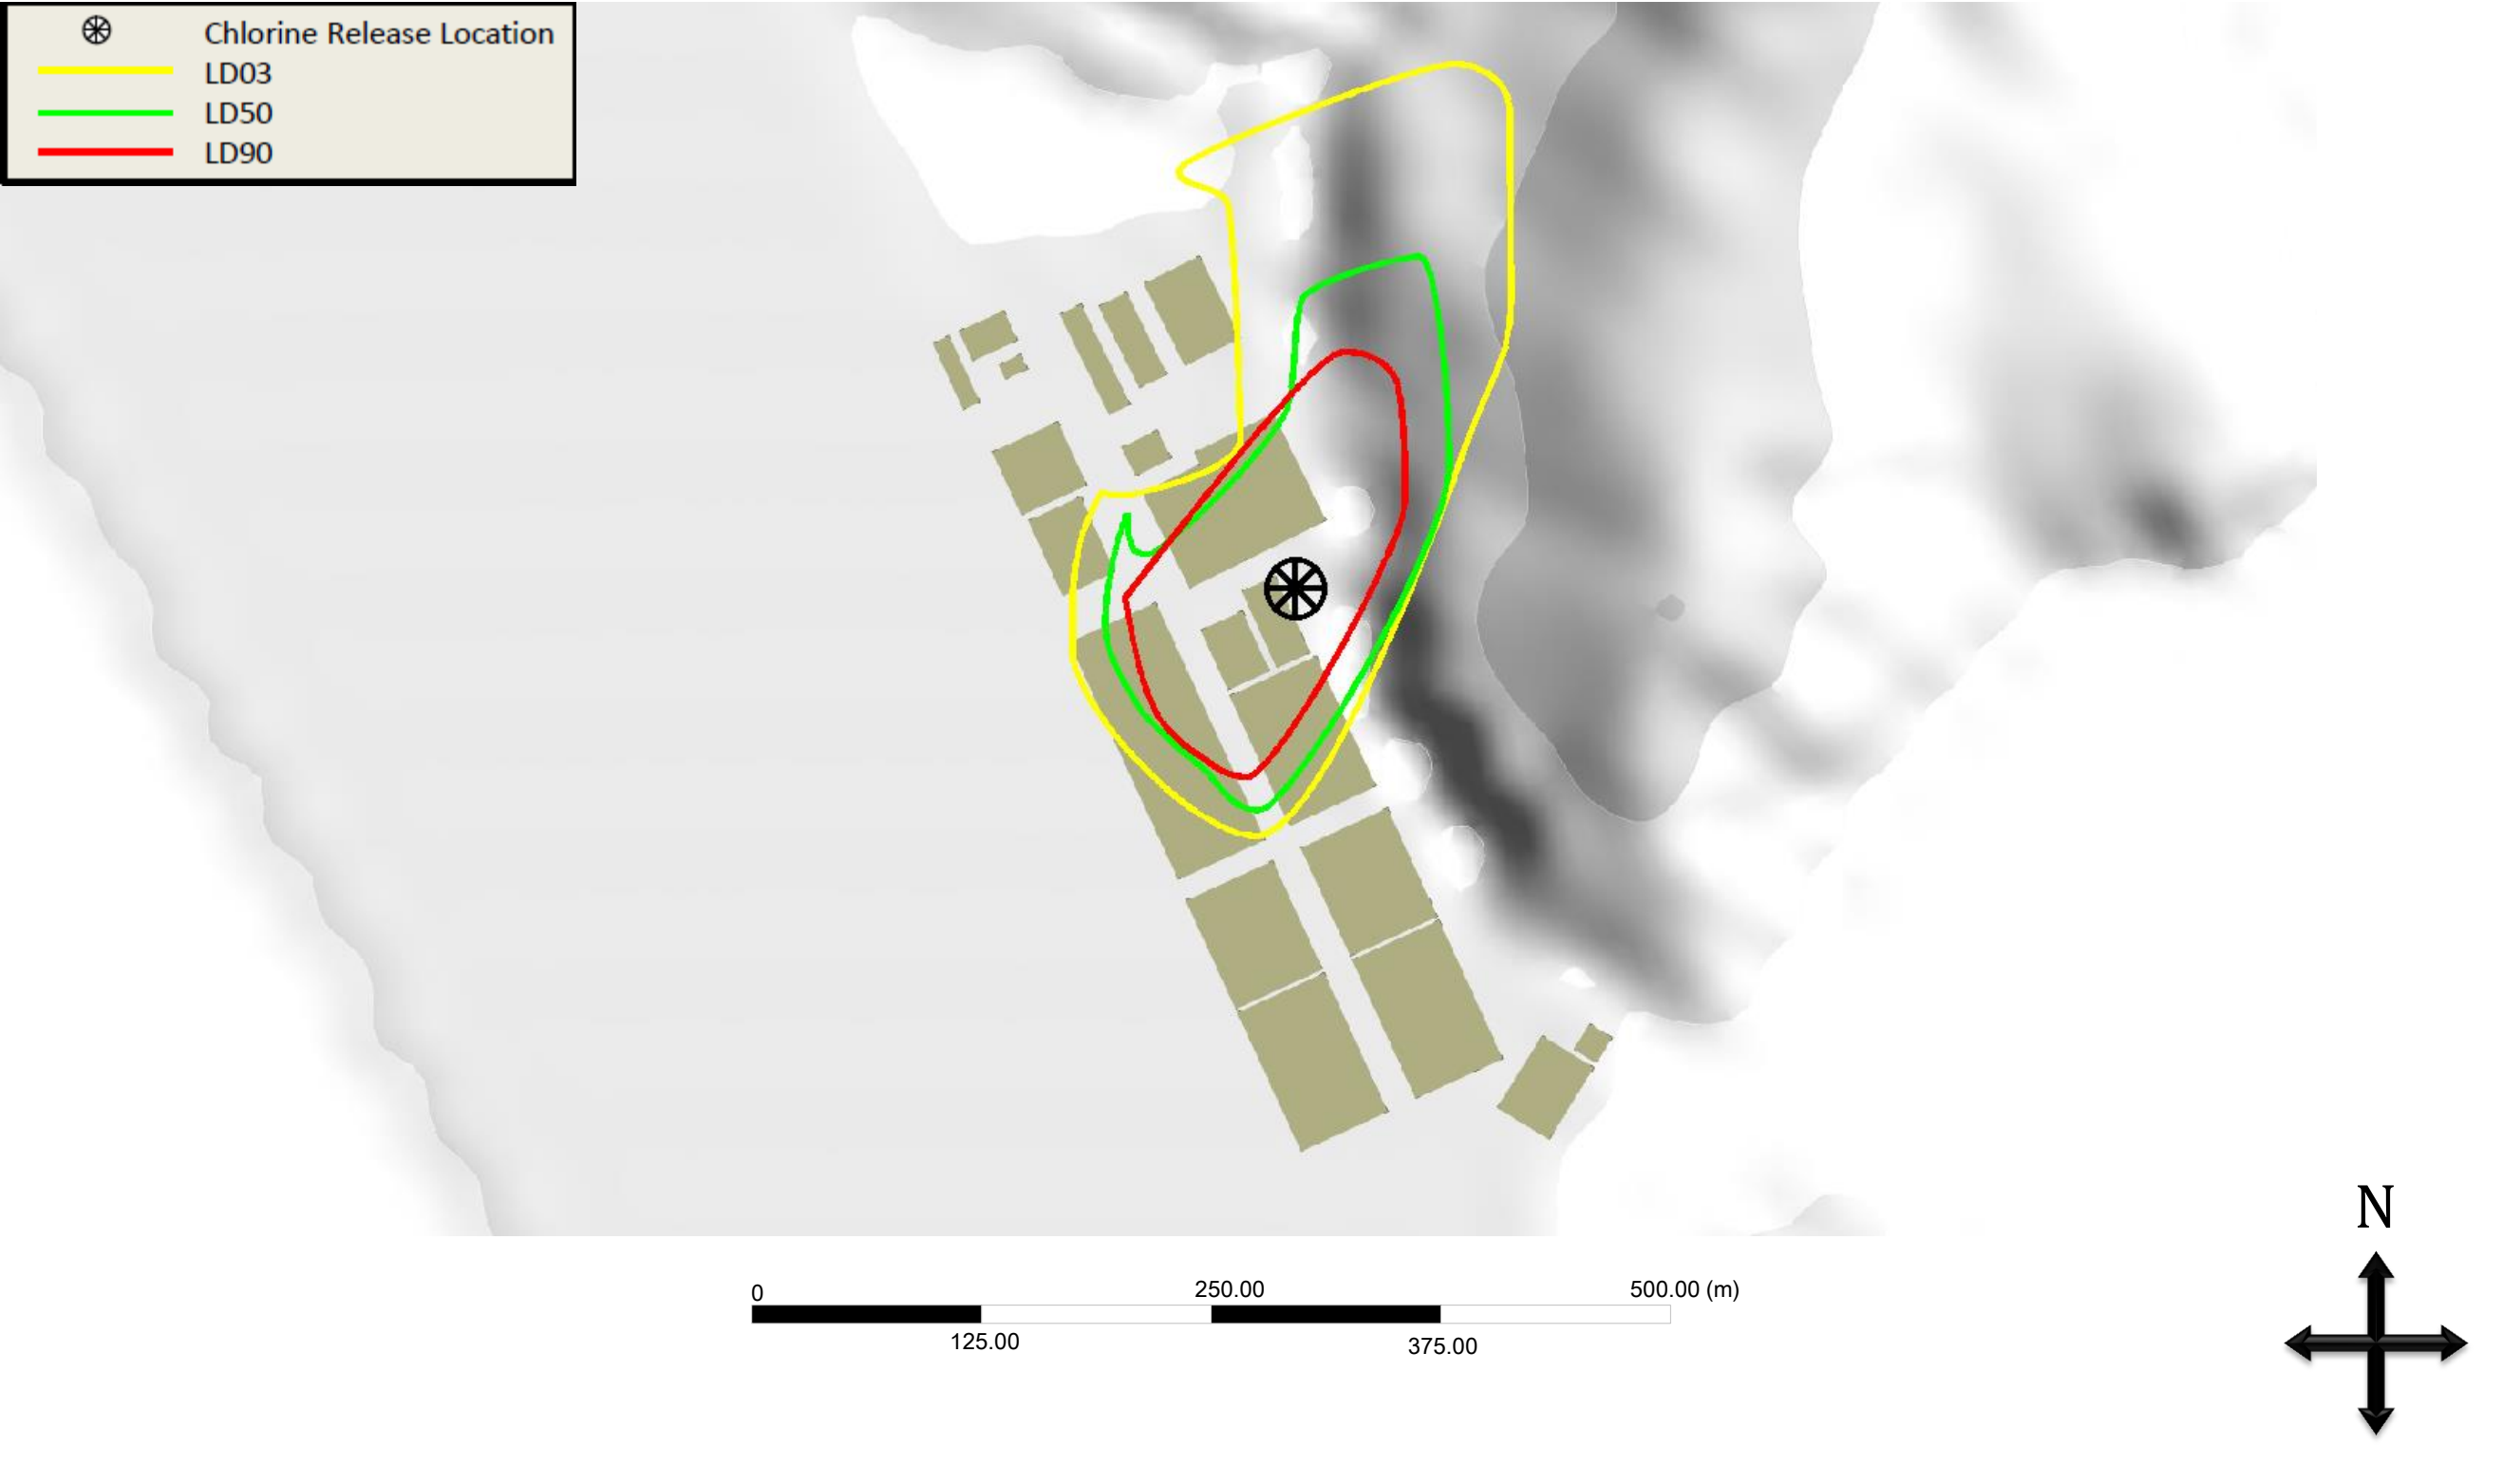 Chlorine Release Location
LD03
LD50
LD90
N
0 250.00 500.00 (m)
125.00 375.00